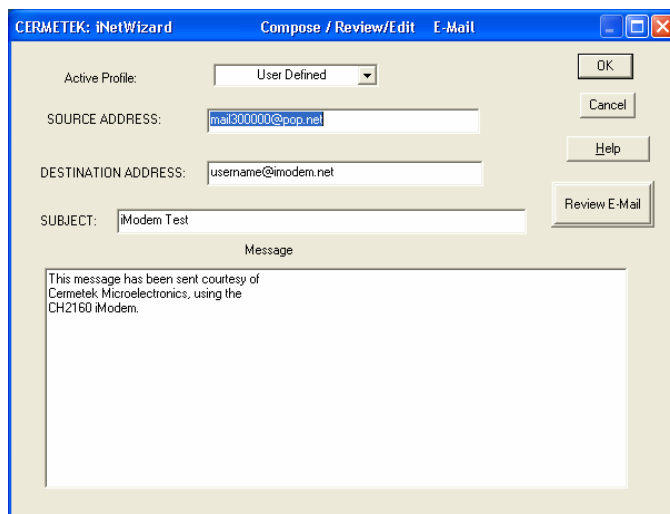 CERMETEK: iNetWizard Compose / Review/Edit E-Mail
Active Profile: User Defined
OK
SOURCE ADDRESS: mail300000@pop.net
Cancel
Help
DESTINATION ADDRESS: username@imodem.net
Review E-Mail
SUBJECT: iModem Test
Message
This message has been sent courtesy of
Cermetek Microelectronics, using the
CH2160 iModem.